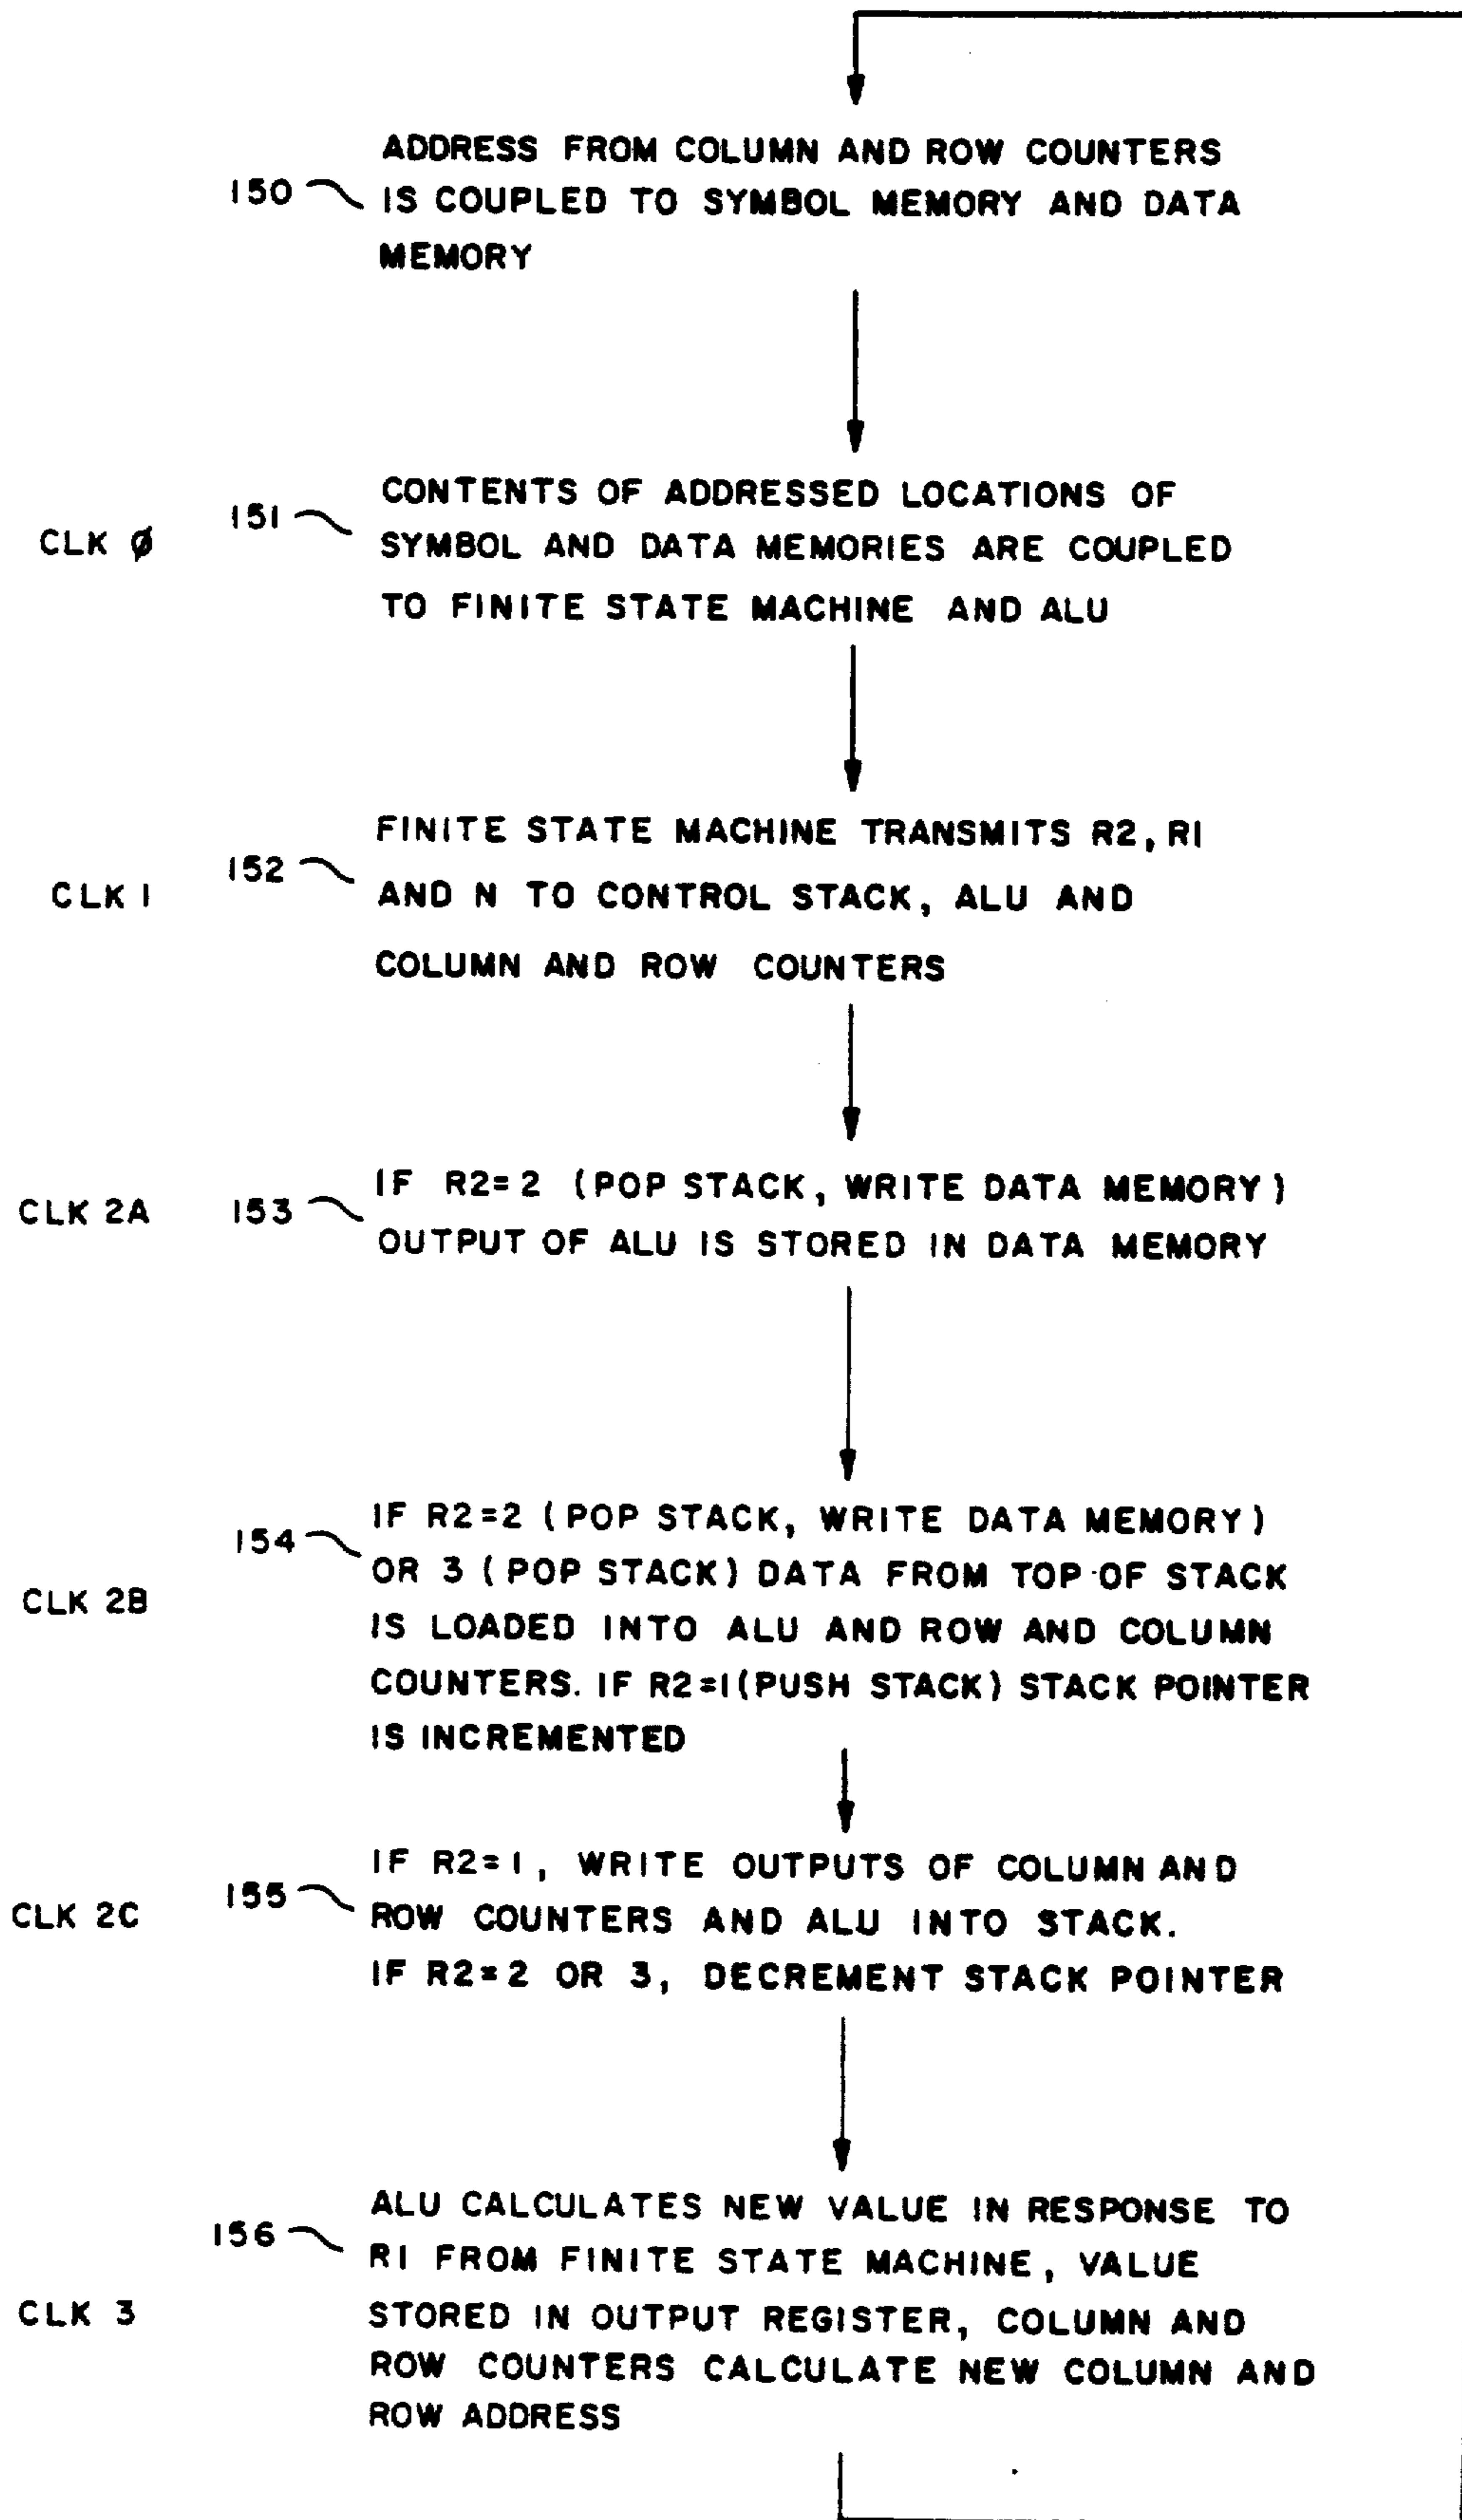 ADDRESS FROM COLUMN AND ROW COUNTERS
150 IS COUPLED TO SYMBOL MEMORY AND DATA
MEMORY
CONTENTS OF ADDRESSED LOCATIONS OF
CLK Ø 151 SYMBOL AND DATA MEMORIES ARE COUPLED
TO FINITE STATE MACHINE AND ALU
FINITE STATE MACHINE TRANSMITS R2, R1
CLK 1 152 AND N TO CONTROL STACK, ALU AND
COLUMN AND ROW COUNTERS
IF R2=2 (POP STACK, WRITE DATA MEMORY)
CLK 2A 153 OUTPUT OF ALU IS STORED IN DATA MEMORY
IF R2=2 (POP STACK, WRITE DATA MEMORY)
154 OR 3 (POP STACK) DATA FROM TOP OF STACK
CLK 2B IS LOADED INTO ALU AND ROW AND COLUMN
COUNTERS. IF R2=1 (PUSH STACK) STACK POINTER
IS INCREMENTED
IF R2=1, WRITE OUTPUTS OF COLUMN AND
CLK 2C 155 ROW COUNTERS AND ALU INTO STACK.
IF R2=2 OR 3, DECREMENT STACK POINTER
ALU CALCULATES NEW VALUE IN RESPONSE TO
156 R1 FROM FINITE STATE MACHINE, VALUE
CLK 3 STORED IN OUTPUT REGISTER, COLUMN AND
ROW COUNTERS CALCULATE NEW COLUMN AND
ROW ADDRESS